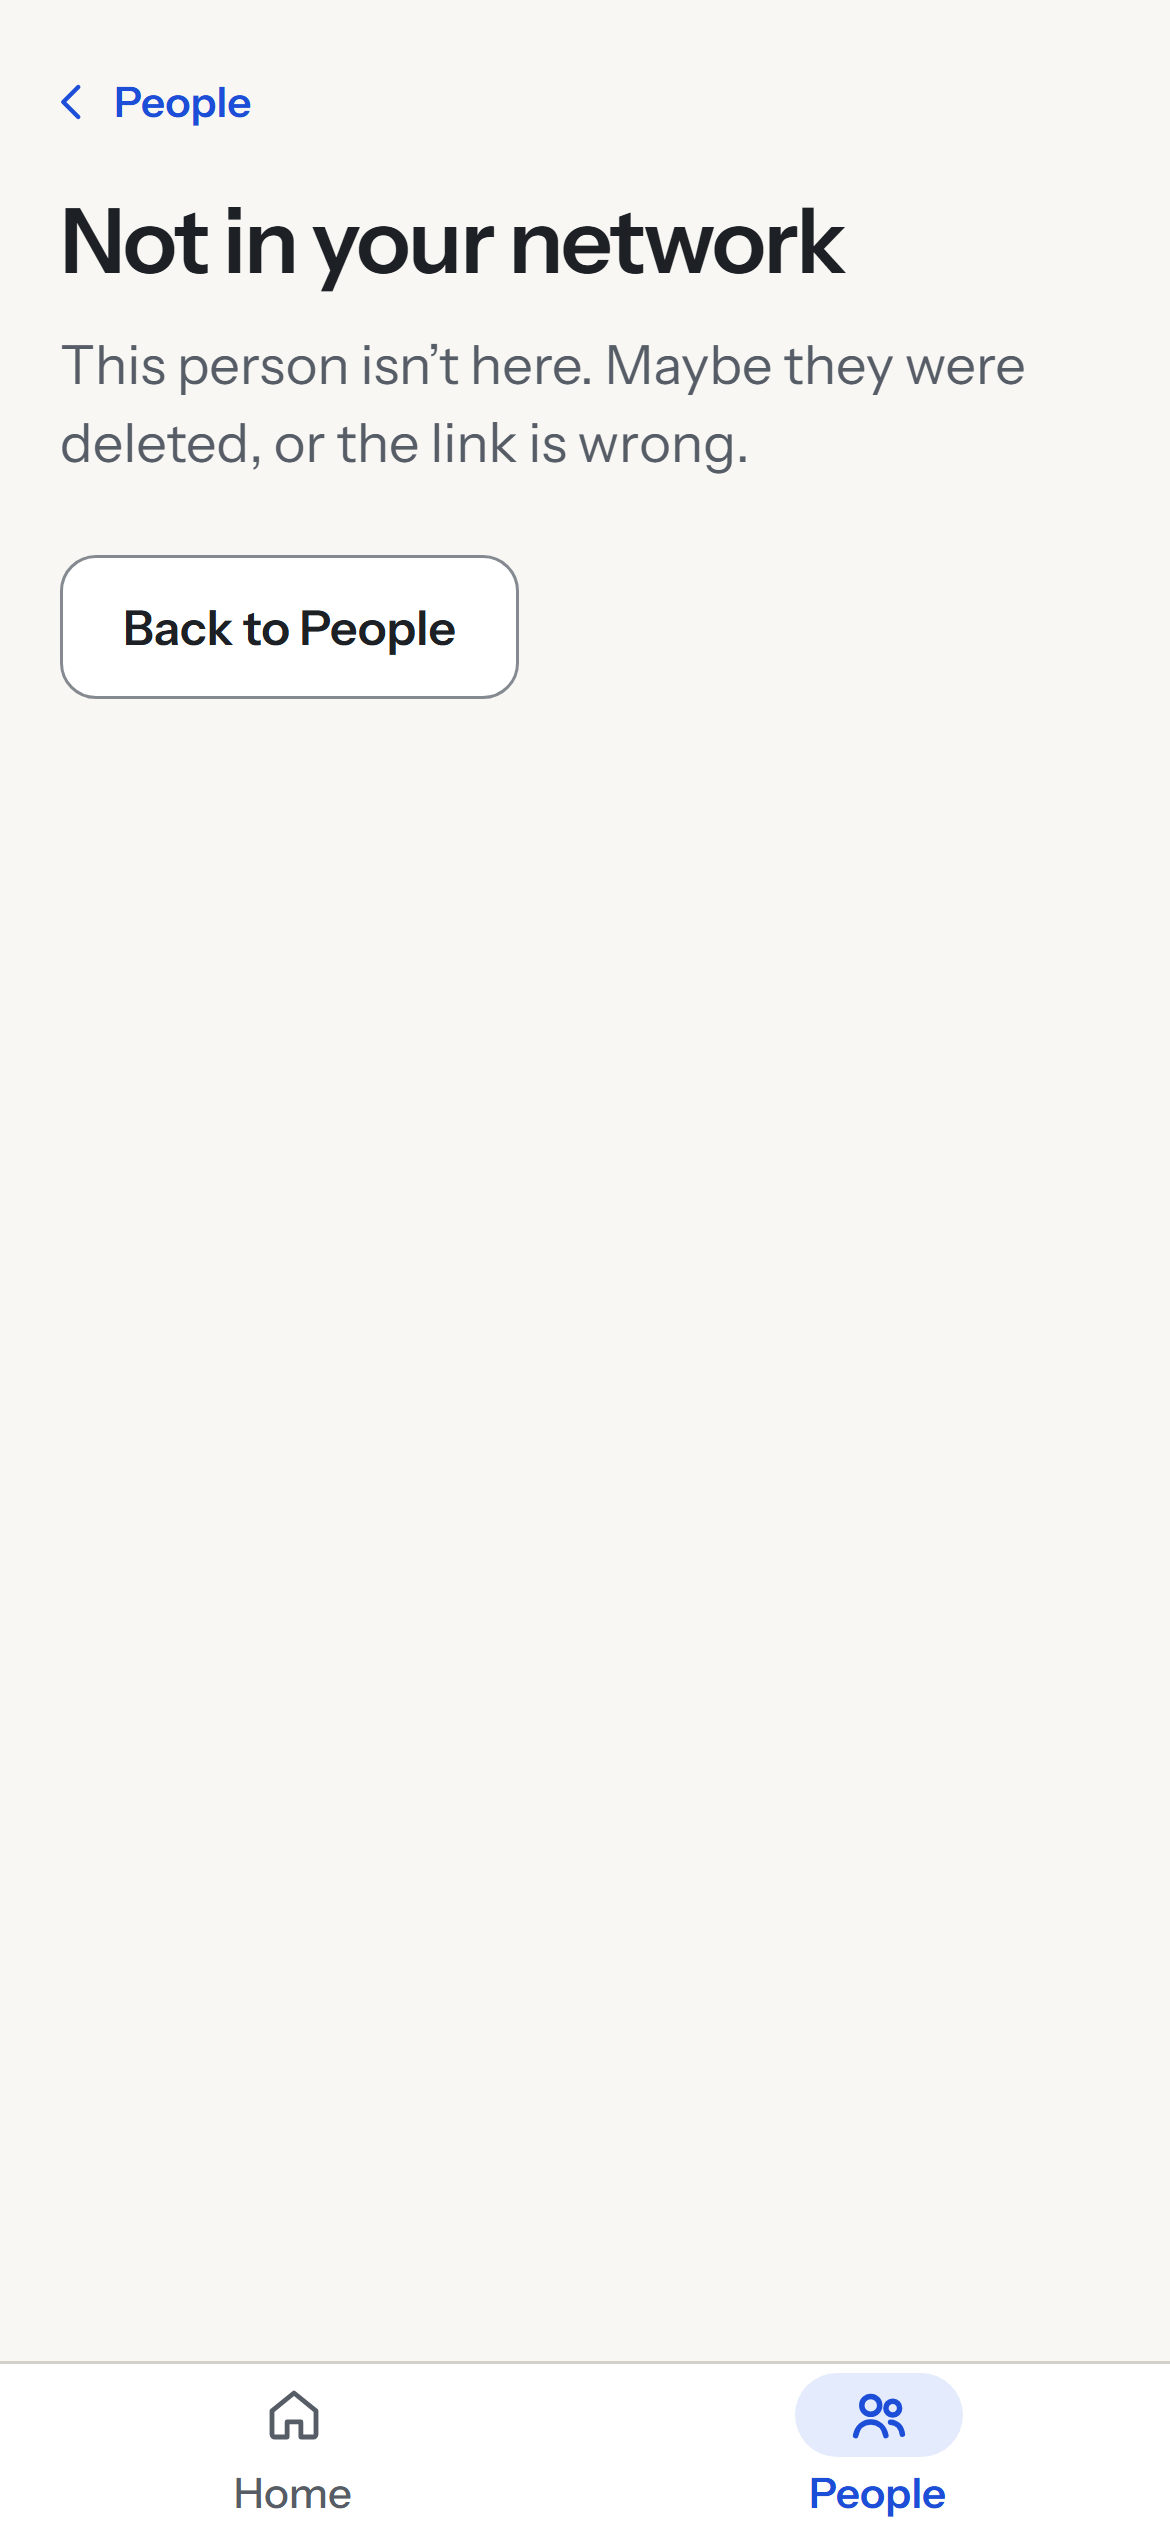 People
Not in your network
This person isn’t here. Maybe they were
deleted, or the link is wrong.
Back to People
Home
People